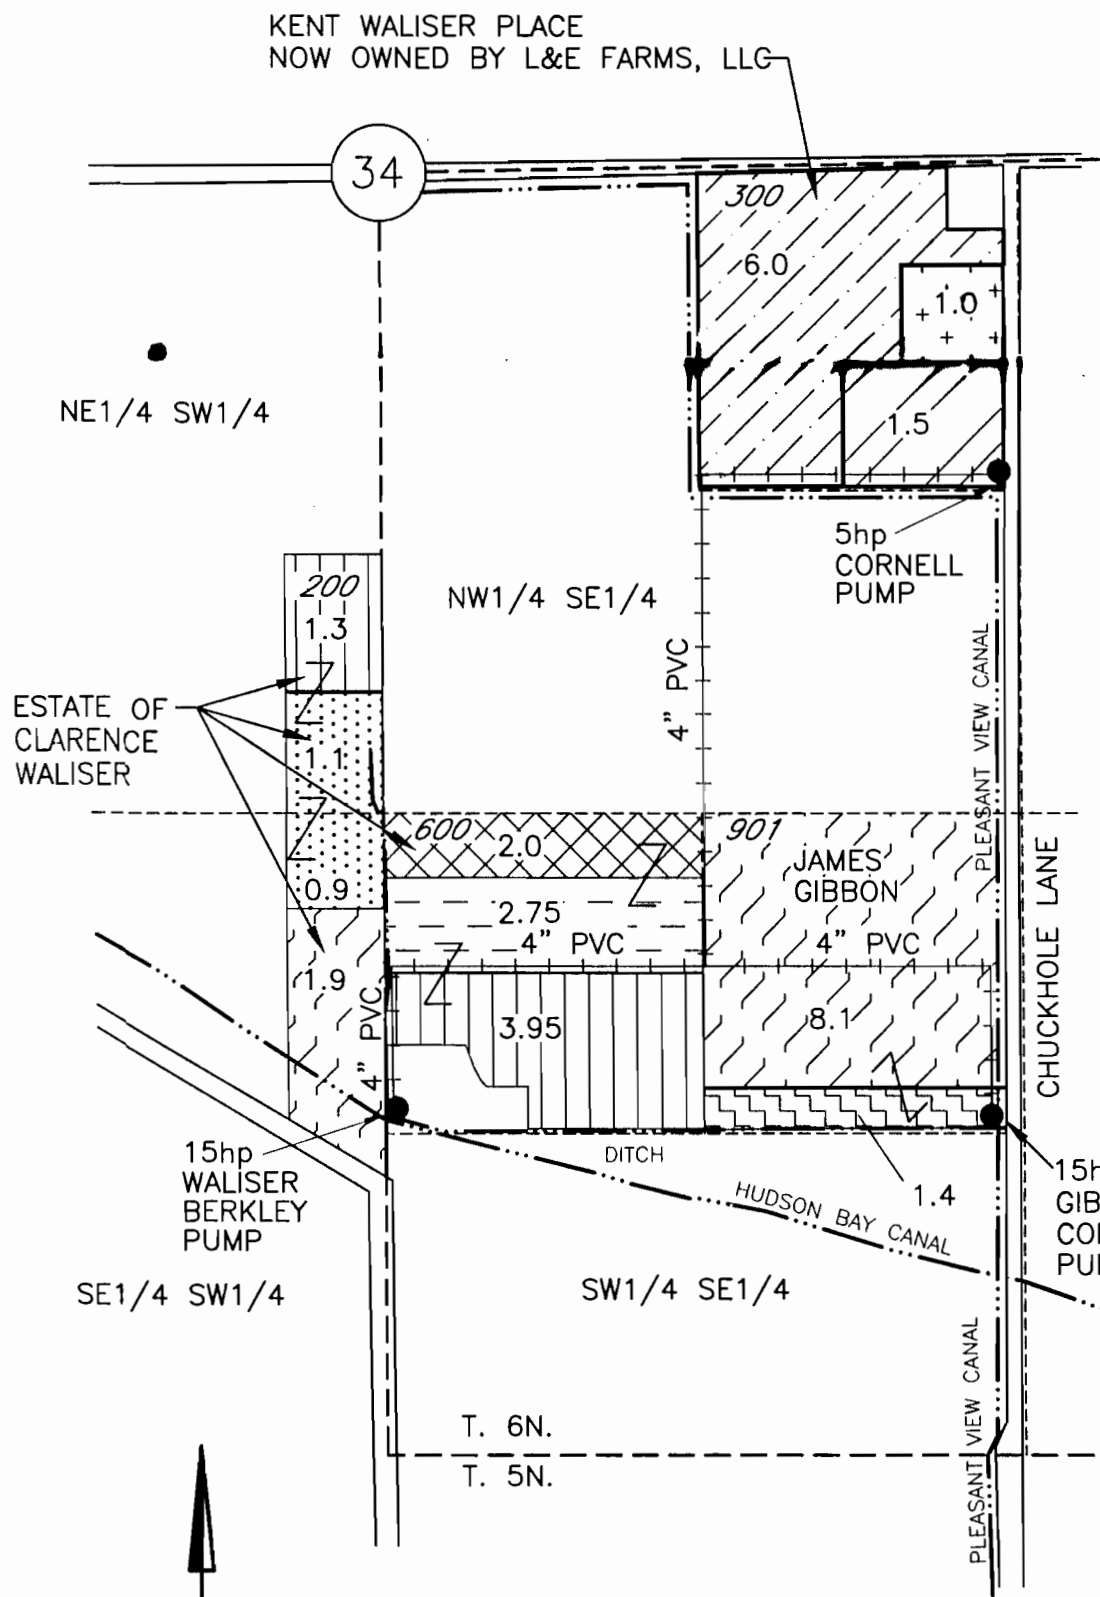 KENT WALISER PLACE
NOW OWNED BY L&E FARMS, LLC
34
300
6.0
1.0
1.5
NE1/4 SW1/4
5hp
CORNELL
PUMP
NW1/4 SE1/4
200
1.3
4" PVC
PLEASANT VIEW CANAL
ESTATE OF
CLARENCE
WALISER
1.1
600
2.0
901
JAMES
GIBBON
0.9
2.75
4" PVC
4" PVC
CHUCKHOLE LANE
1.9
4" PVC
3.95
8.1
15hp
WALISER
BERKLEY
PUMP
DITCH
HUDSON BAY CANAL
1.4
15h
GIB
CO
PU
SE1/4 SW1/4
SW1/4 SE1/4
PLEASANT VIEW CANAL
T. 6N.
T. 5N.